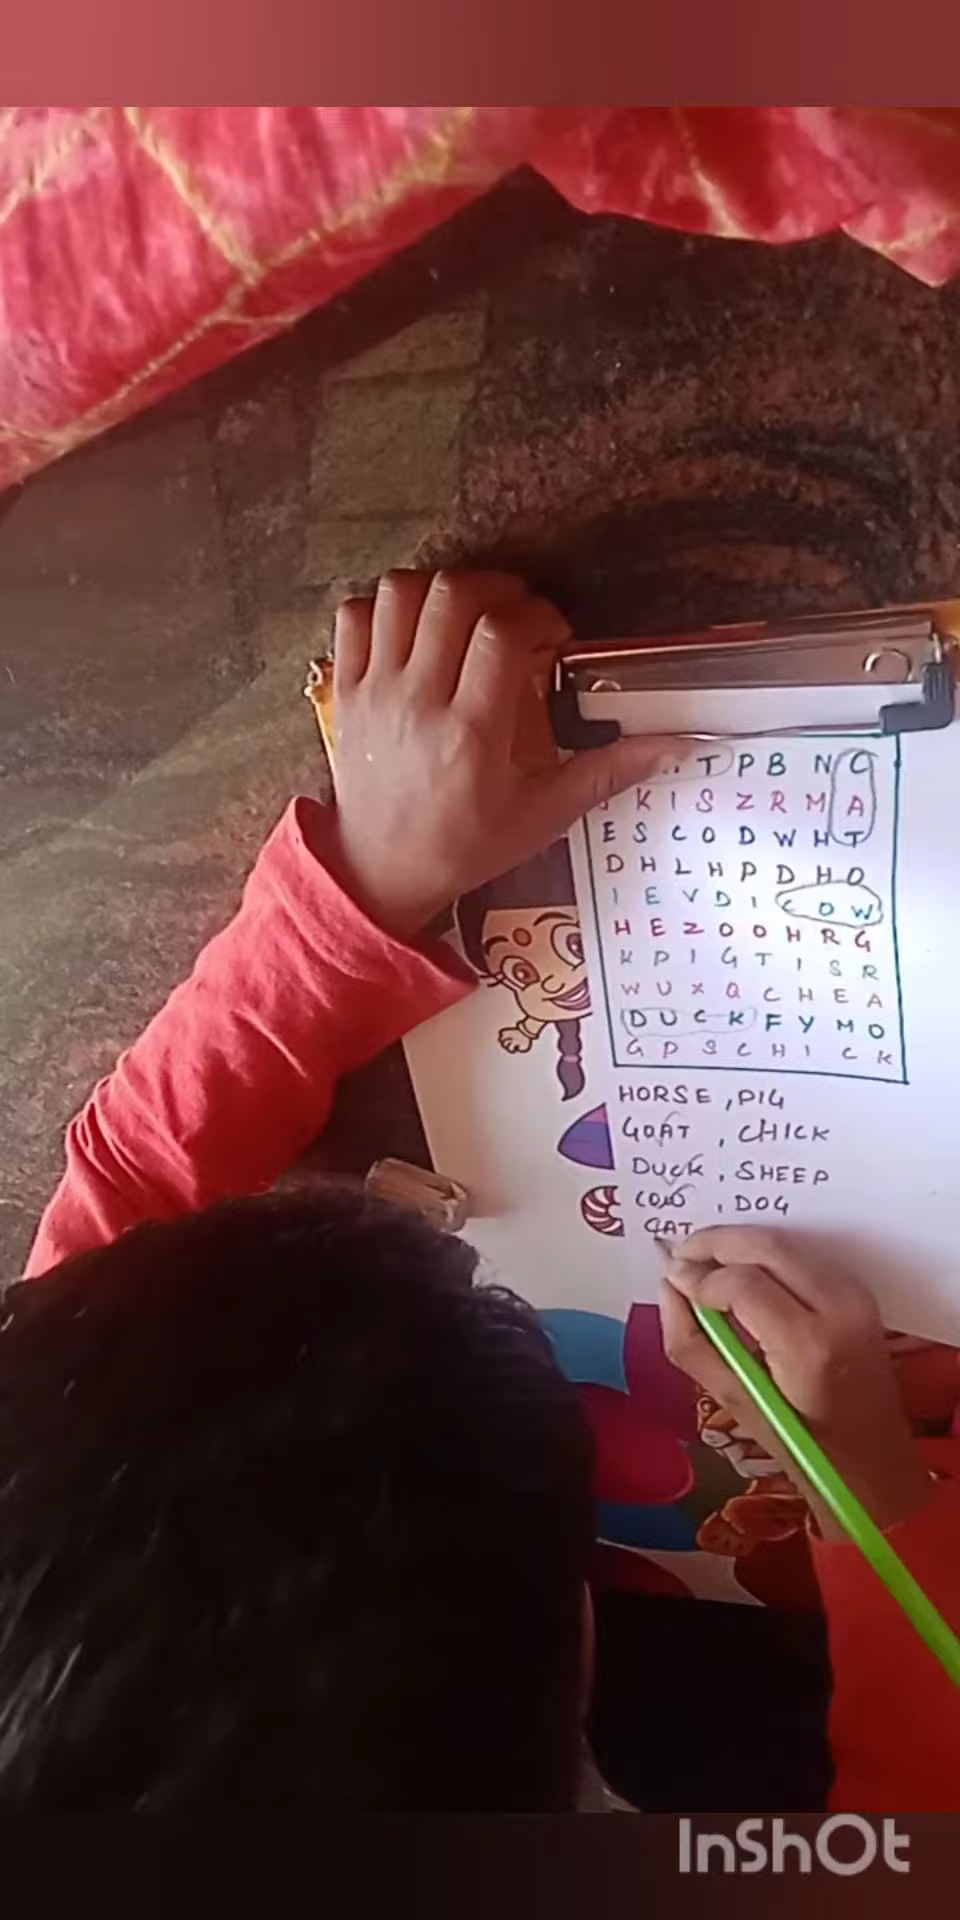 T P B N C
K I S Z R M A
E S C O D W H T
D H L H P D H O
I E V D I C O W
H E Z O O H R G
K P I G T I S R
W U X Q C H E A
D U C K F Y M O
G P S C H I C K
HORSE, PIG
GOAT, CHICK
DUCK, SHEEP
COW, DOG
CAT
InShOt